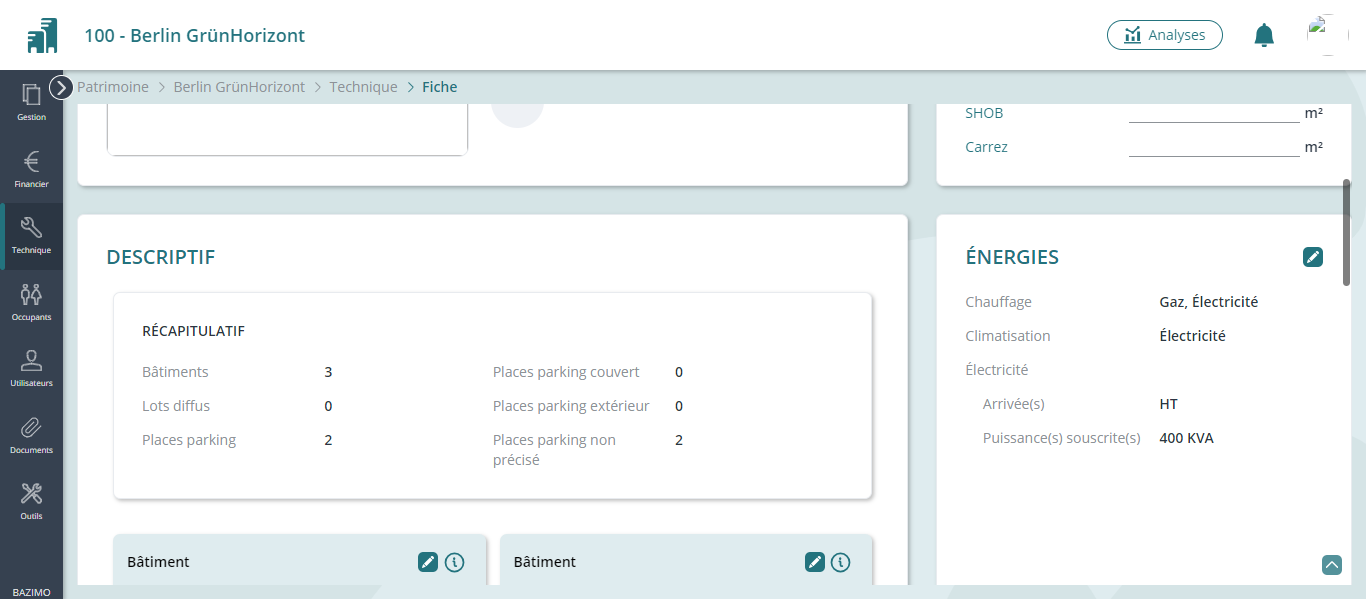 100 - Berlin GrünHorizont
Analyses
Patrimoine > Berlin GrünHorizont > Technique > Fiche
Gestion
Financier
Technique
Occupants
Utilisateurs
Documents
Outils
BAZIMO
SHOB m²
Carrez m²
DESCRIPTIF
RÉCAPITULATIF
Bâtiments 3
Lots diffus 0
Places parking 2
Places parking couvert 0
Places parking extérieur 0
Places parking non 2
précisé
Bâtiment
Bâtiment
ÉNERGIES
Chauffage Gaz, Électricité
Climatisation Électricité
Électricité
Arrivée(s) HT
Puissance(s) souscrite(s) 400 KVA